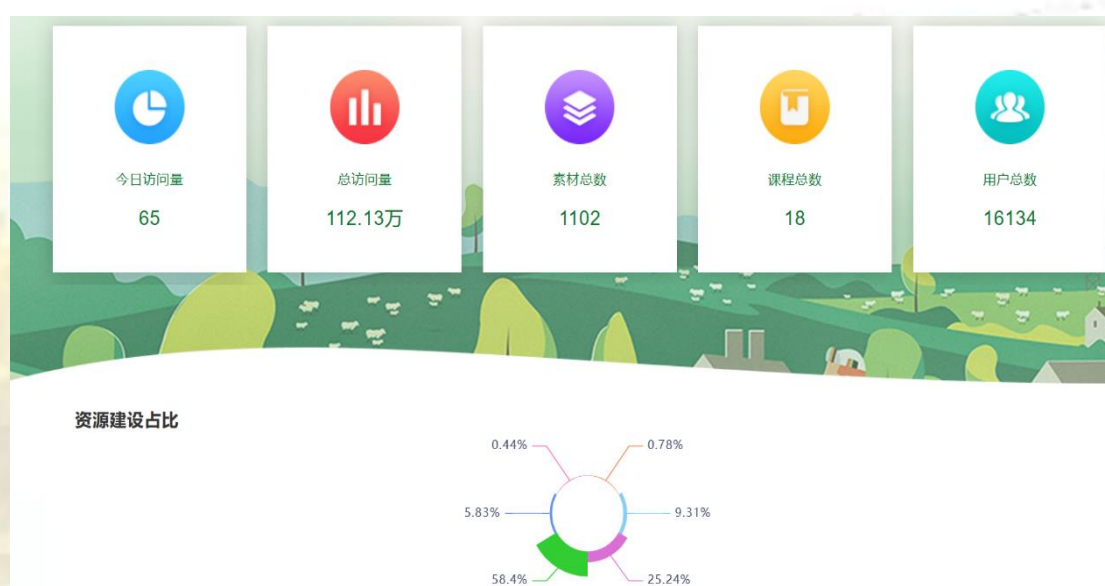 今日访问量
65
总访问量
112.13万
素材总数
1102
课程总数
18
用户总数
16134
资源建设占比
0.44%
0.78%
5.83%
9.31%
58.4%
25.24%